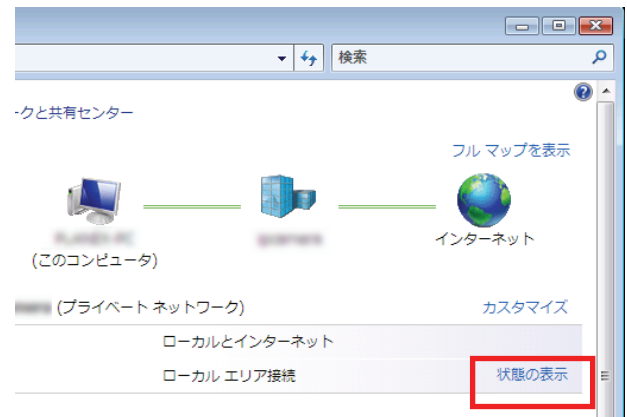 検索
ークと共有センター
フル マップを表示
インターネット
(このコンピュータ)
(プライベート ネットワーク)
カスタマイズ
ローカルとインターネット
ローカル エリア接続
状態の表示